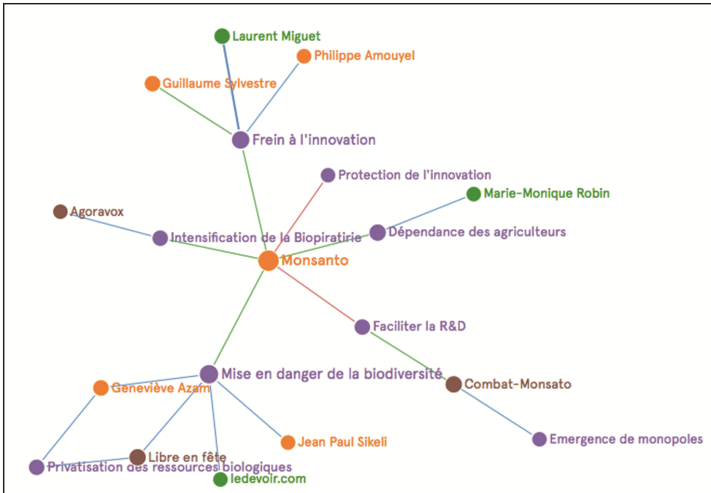 Laurent Miguet
Philippe Amouyel
Guillaume Sylvestre
Frein à l'innovation
Protection de l'innovation
Marie-Monique Robin
Agoravox
Intensification de la Biopiratirie
Dépendance des agriculteurs
Monsanto
Faciliter la R&D
Mise en danger de la biodiversité
Combat-Monsato
Geneviève Azam
Emergence de monopoles
Jean Paul Sikeli
Libre en fête
Privatisation des ressources biologiques
ledevoir.com